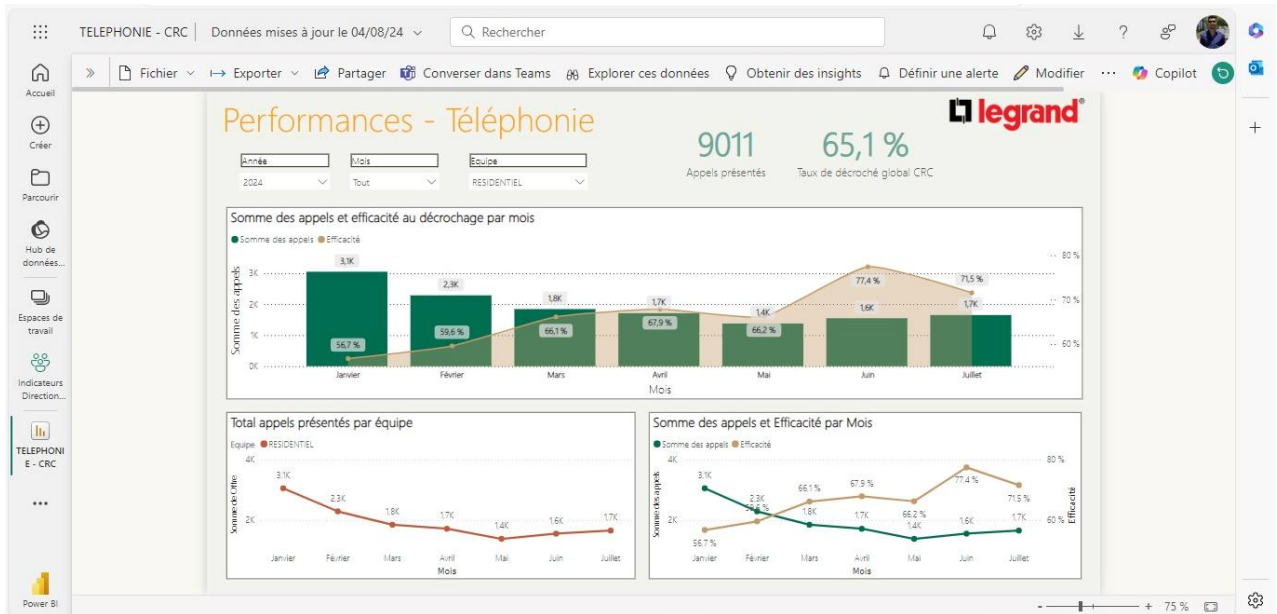 TELEPHONIE - CRC Données mises à jour le 04/08/24
Rechercher
Fichier Exporter Partager Converser dans Teams Explorer ces données Obtenir des insights Définir une alerte Modifier Copilot
Accueil
Créer
Parcourir
Hub de
données...
Espaces de
travail
Indicateurs
Direction...
TELEPHONI
E - CRC
Power BI
Performances - Téléphonie
legrand®
9011
Appels présentés
65,1 %
Taux de décroché global CRC
Année Mois Equipe
2024 Tout RESIDENTIEL
Somme des appels et efficacité au décrochage par mois
Somme des appels Efficacité
Somme des appels
3K
2K
1K
0K
80 %
70 %
60 %
3,1K 2,3K 1,8K 1,7K 1,4K 1,6K 1,7K
56,7 % 59,6 % 66,1 % 67,9 % 66,2 % 77,4 % 71,5 %
Janvier Février Mars Avril Mai Juin Juillet
Mois
Total appels présentés par équipe
Equipe RESIDENTIEL
Somme de Offre
4K
2K
3,1K 2,3K 1,8K 1,7K 1,4K 1,6K 1,7K
Janvier Février Mars Avril Mai Juin Juillet
Mois
Somme des appels et Efficacité par Mois
Somme des appels Efficacité
Somme des appels
4K
2K
80 %
60 %
Efficacité
3,1K 2,3K 1,8K 1,7K 1,4K 1,6K 1,7K
56,7 % 59,6 % 66,1 % 67,9 % 66,2 % 77,4 % 71,5 %
Janvier Février Mars Avril Mai Juin Juillet
Mois
- + 75 %